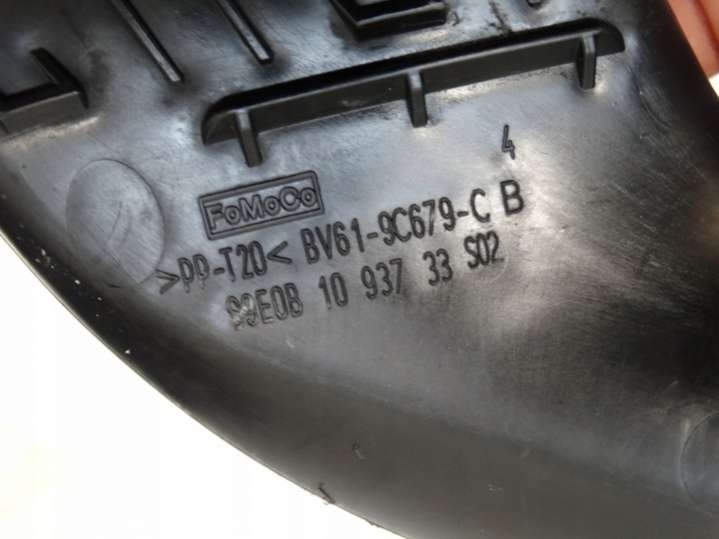 4
FoMoCo
>PP-T20< BV61-9C679-C B
S9E0B 10 937 33 S02